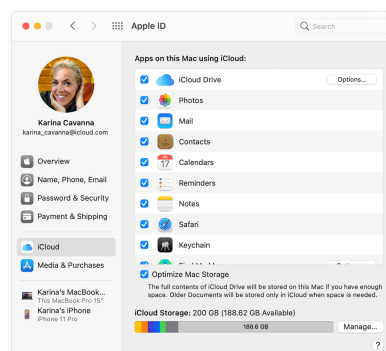 Apple ID
Search
Karina Cavanna
karina_cavanna@icloud.com
Overview
Name, Phone, Email
Password & Security
Payment & Shipping
iCloud
Media & Purchases
Karina's MacBook...
This MacBook Pro 15"
Karina's iPhone
iPhone 11 Pro
Apps on this Mac using iCloud:
iCloud Drive
Options...
Photos
Mail
Contacts
17
Calendars
Reminders
Notes
Safari
Keychain
Optimize Mac Storage
The full contents of iCloud Drive will be stored on this Mac if you have enough
space. Older Documents will be stored only in iCloud when space is needed.
iCloud Storage: 200 GB (188.62 GB Available)
188.6 GB
Manage...
?